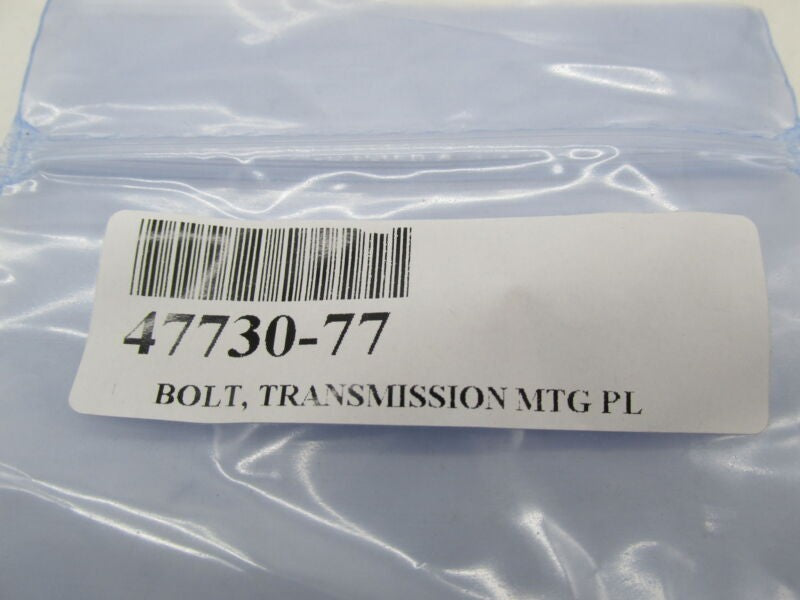 47730-77
BOLT, TRANSMISSION MTG PL